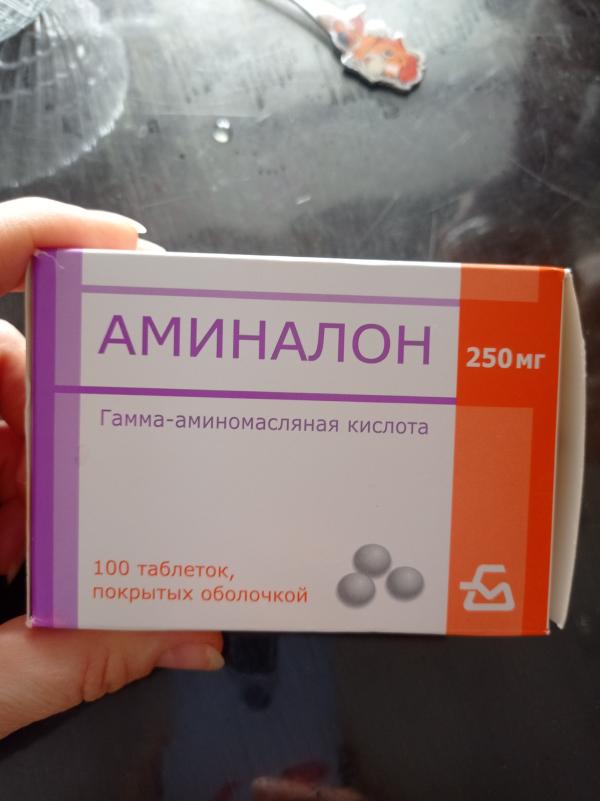 АМИНАЛОН
250 мг
Гамма-аминомасляная кислота
100 таблеток,
покрытых оболочкой